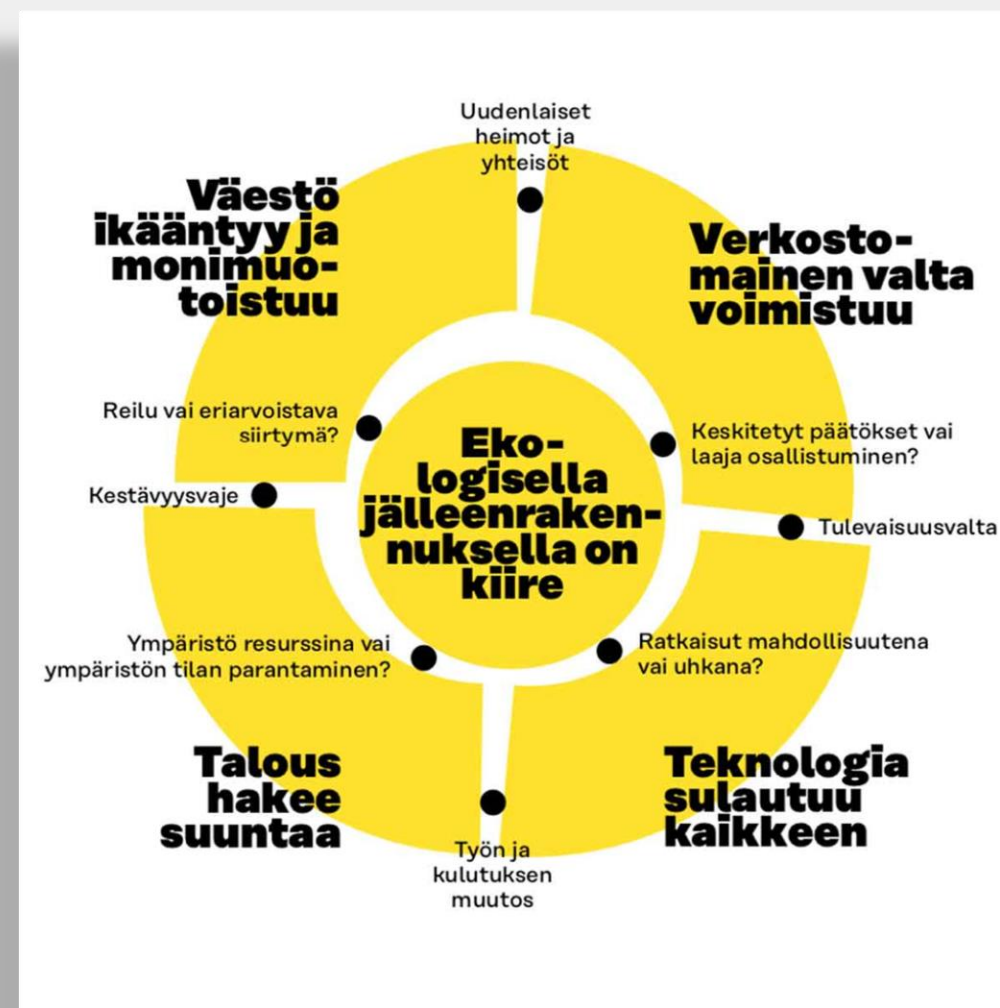 Uudenlaiset
heimot ja
yhteisöt
Väestö
ikääntyy ja
monimuo-
toistuu
Verkosto-
mainen valta
voimistuu
Reilu vai eriarvoistava
siirtymä?
Keskitetyt päätökset vai
laaja osallistuminen?
Eko-
logisella
jälleenraken-
nuksella on
kiire
Kestävyysvaje
Tulevaisuusvalta
Ympäristö resurssina vai
ympäristön tilan parantaminen?
Ratkaisut mahdollisuutena
vai uhkana?
Talous
hakee
suuntaa
Teknologia
sulautuu
kaikkeen
Työn ja
kulutuksen
muutos